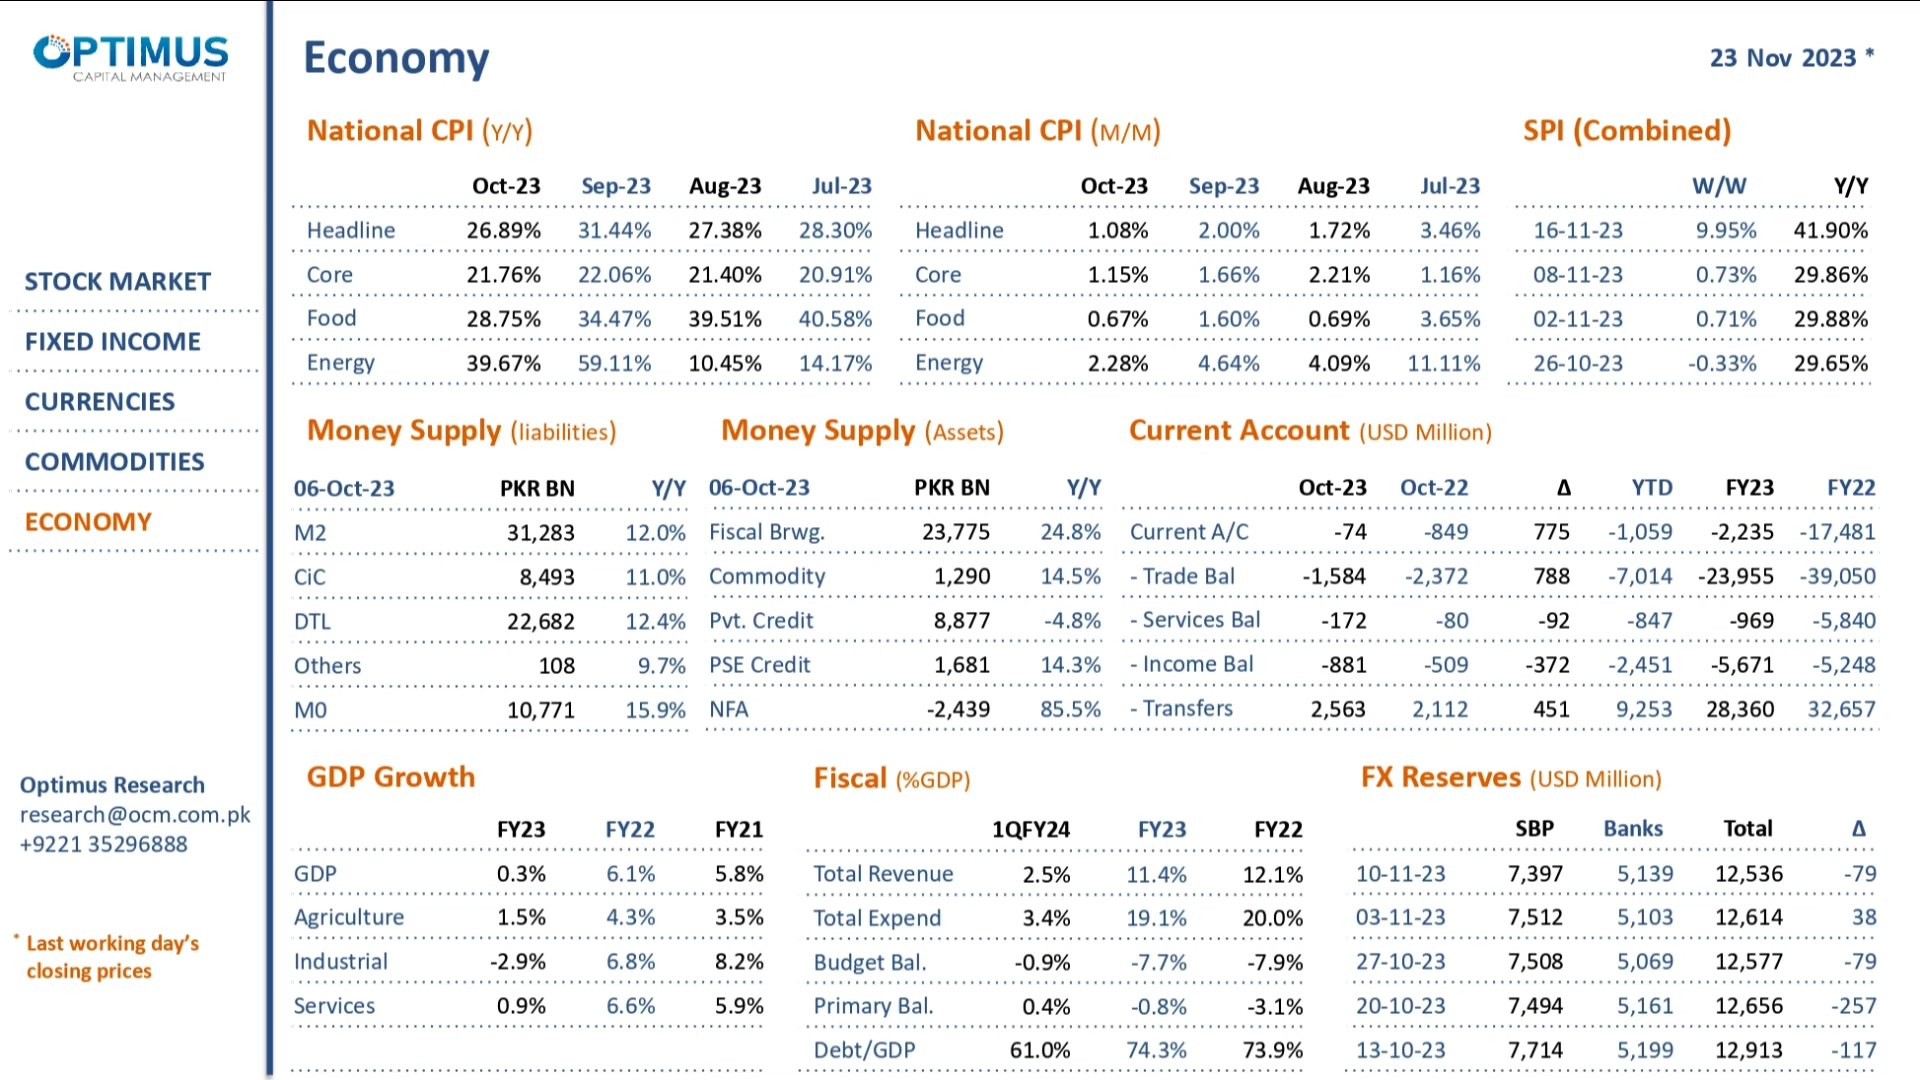 OPTIMUS
CAPITAL MANAGEMENT
STOCK MARKET
FIXED INCOME
CURRENCIES
COMMODITIES
ECONOMY
Optimus Research
research@ocm.com.pk
+9221 35296888
* Last working day's
closing prices
Economy
23 Nov 2023 *
National CPI (Y/Y)
Oct-23 Sep-23 Aug-23 Jul-23
Headline 26.89% 31.44% 27.38% 28.30%
Core 21.76% 22.06% 21.40% 20.91%
Food 28.75% 34.47% 39.51% 40.58%
Energy 39.67% 59.11% 10.45% 14.17%
National CPI (M/M)
Oct-23 Sep-23 Aug-23 Jul-23
Headline 1.08% 2.00% 1.72% 3.46%
Core 1.15% 1.66% 2.21% 1.16%
Food 0.67% 1.60% 0.69% 3.65%
Energy 2.28% 4.64% 4.09% 11.11%
SPI (Combined)
W/W Y/Y
16-11-23 9.95% 41.90%
08-11-23 0.73% 29.86%
02-11-23 0.71% 29.88%
26-10-23 -0.33% 29.65%
Money Supply (liabilities)
06-Oct-23 PKR BN Y/Y
M2 31,283 12.0%
CiC 8,493 11.0%
DTL 22,682 12.4%
Others 108 9.7%
M0 10,771 15.9%
Money Supply (Assets)
06-Oct-23 PKR BN Y/Y
Fiscal Brwg. 23,775 24.8%
Commodity 1,290 14.5%
Pvt. Credit 8,877 -4.8%
PSE Credit 1,681 14.3%
NFA -2,439 85.5%
Current Account (USD Million)
Oct-23 Oct-22 Δ YTD FY23 FY22
Current A/C -74 -849 775 -1,059 -2,235 -17,481
- Trade Bal -1,584 -2,372 788 -7,014 -23,955 -39,050
- Services Bal -172 -80 -92 -847 -969 -5,840
- Income Bal -881 -509 -372 -2,451 -5,671 -5,248
- Transfers 2,563 2,112 451 9,253 28,360 32,657
GDP Growth
FY23 FY22 FY21
GDP 0.3% 6.1% 5.8%
Agriculture 1.5% 4.3% 3.5%
Industrial -2.9% 6.8% 8.2%
Services 0.9% 6.6% 5.9%
Fiscal (%GDP)
1QFY24 FY23 FY22
Total Revenue 2.5% 11.4% 12.1%
Total Expend 3.4% 19.1% 20.0%
Budget Bal. -0.9% -7.7% -7.9%
Primary Bal. 0.4% -0.8% -3.1%
Debt/GDP 61.0% 74.3% 73.9%
FX Reserves (USD Million)
SBP Banks Total Δ
10-11-23 7,397 5,139 12,536 -79
03-11-23 7,512 5,103 12,614 38
27-10-23 7,508 5,069 12,577 -79
20-10-23 7,494 5,161 12,656 -257
13-10-23 7,714 5,199 12,913 -117